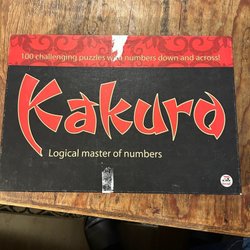 100 challenging puzzles with numbers down and across!
Kakuro
Logical master of numbers